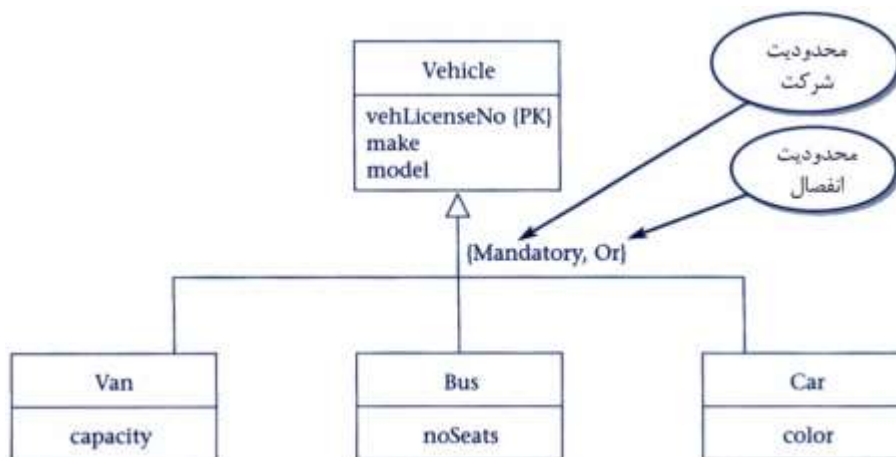 محدودیت
شرکت
Vehicle
vehLicenseNo {PK}
make
model
محدودیت
انفصال
{Mandatory, Or}
Van
Bus
Car
capacity
noSeats
color